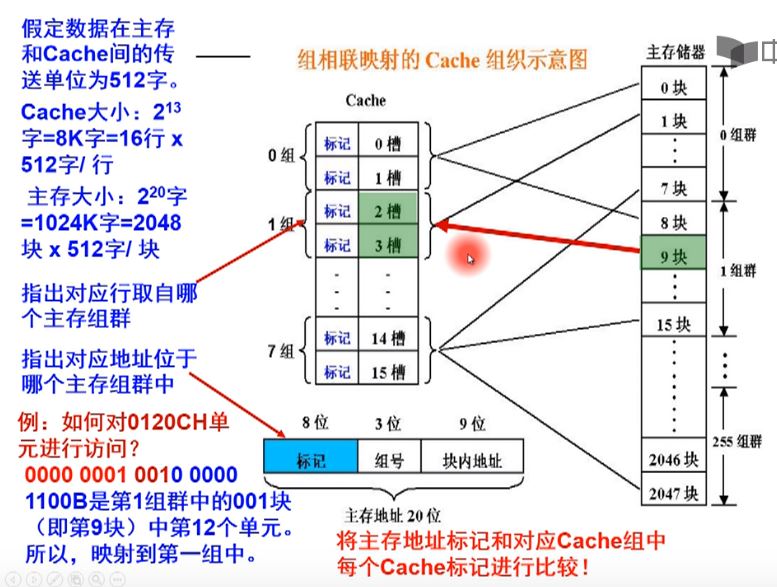 假定数据在主存
和Cache间的传
送单位为512字。
Cache大小：2¹³
字=8K字=16行 x
512字/ 行
主存大小：2²⁰字
=1024K字=2048
块 x 512字/ 块
指出对应行取自哪
个主存组群
指出对应地址位于
哪个主存组群中
例：如何对0120CH单
元进行访问？
0000 0001 0010 0000
1100B是第1组群中的001块
（即第9块）中第12个单元。
所以，映射到第一组中。
组相联映射的 Cache 组织示意图
Cache
0 组
标记 0 槽
标记 1 槽
1 组
标记 2 槽
标记 3 槽
7 组
标记 14 槽
标记 15 槽
主存储器
0 块
1 块
7 块
8 块
9 块
15 块
2046 块
2047 块
0 组群
1 组群
255 组群
8 位 3 位 9 位
标记 组号 块内地址
主存地址 20 位
将主存地址标记和对应Cache组中
每个Cache标记进行比较！